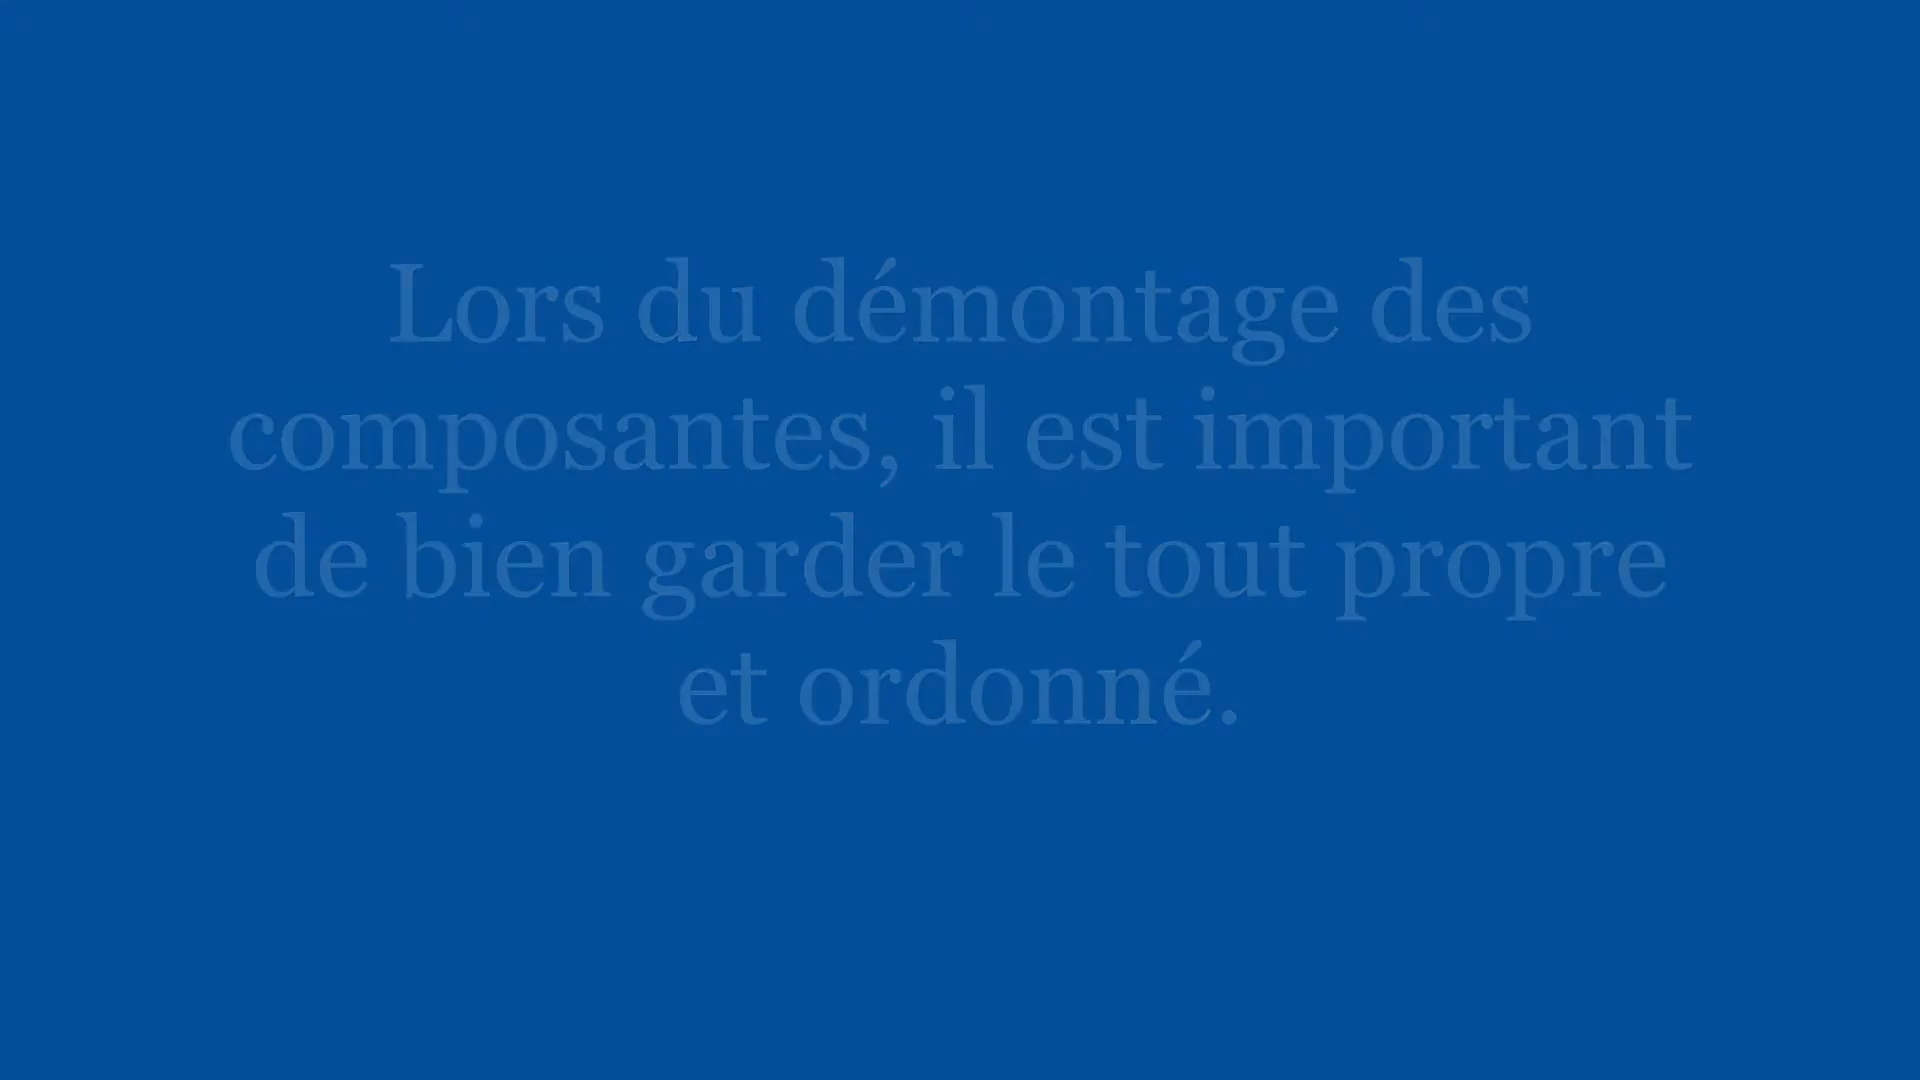 Lors du démontage des
composantes, il est important
de bien garder le tout propre
et ordonné.